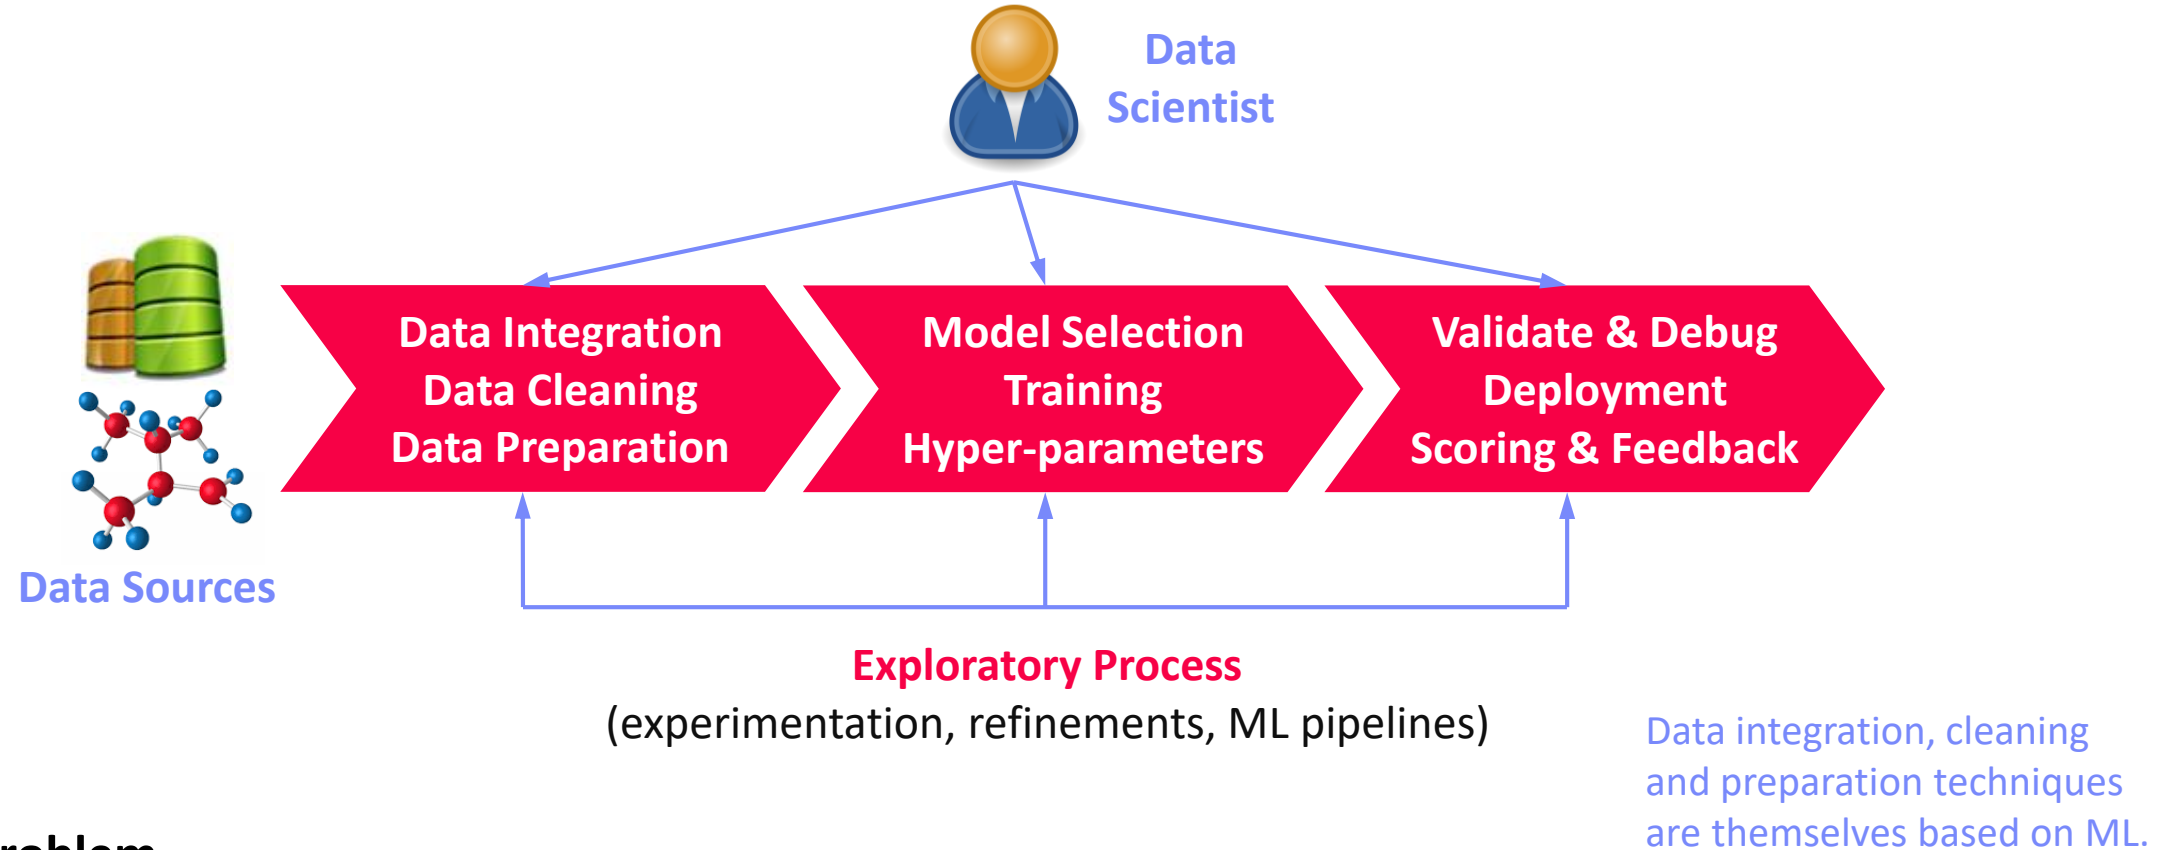 Data
Scientist
Data Integration
Data Cleaning
Data Preparation
Model Selection
Training
Hyper-parameters
Validate & Debug
Deployment
Scoring & Feedback
Data Sources
Exploratory Process
(experimentation, refinements, ML pipelines)
Data integration, cleaning
and preparation techniques
are themselves based on ML.